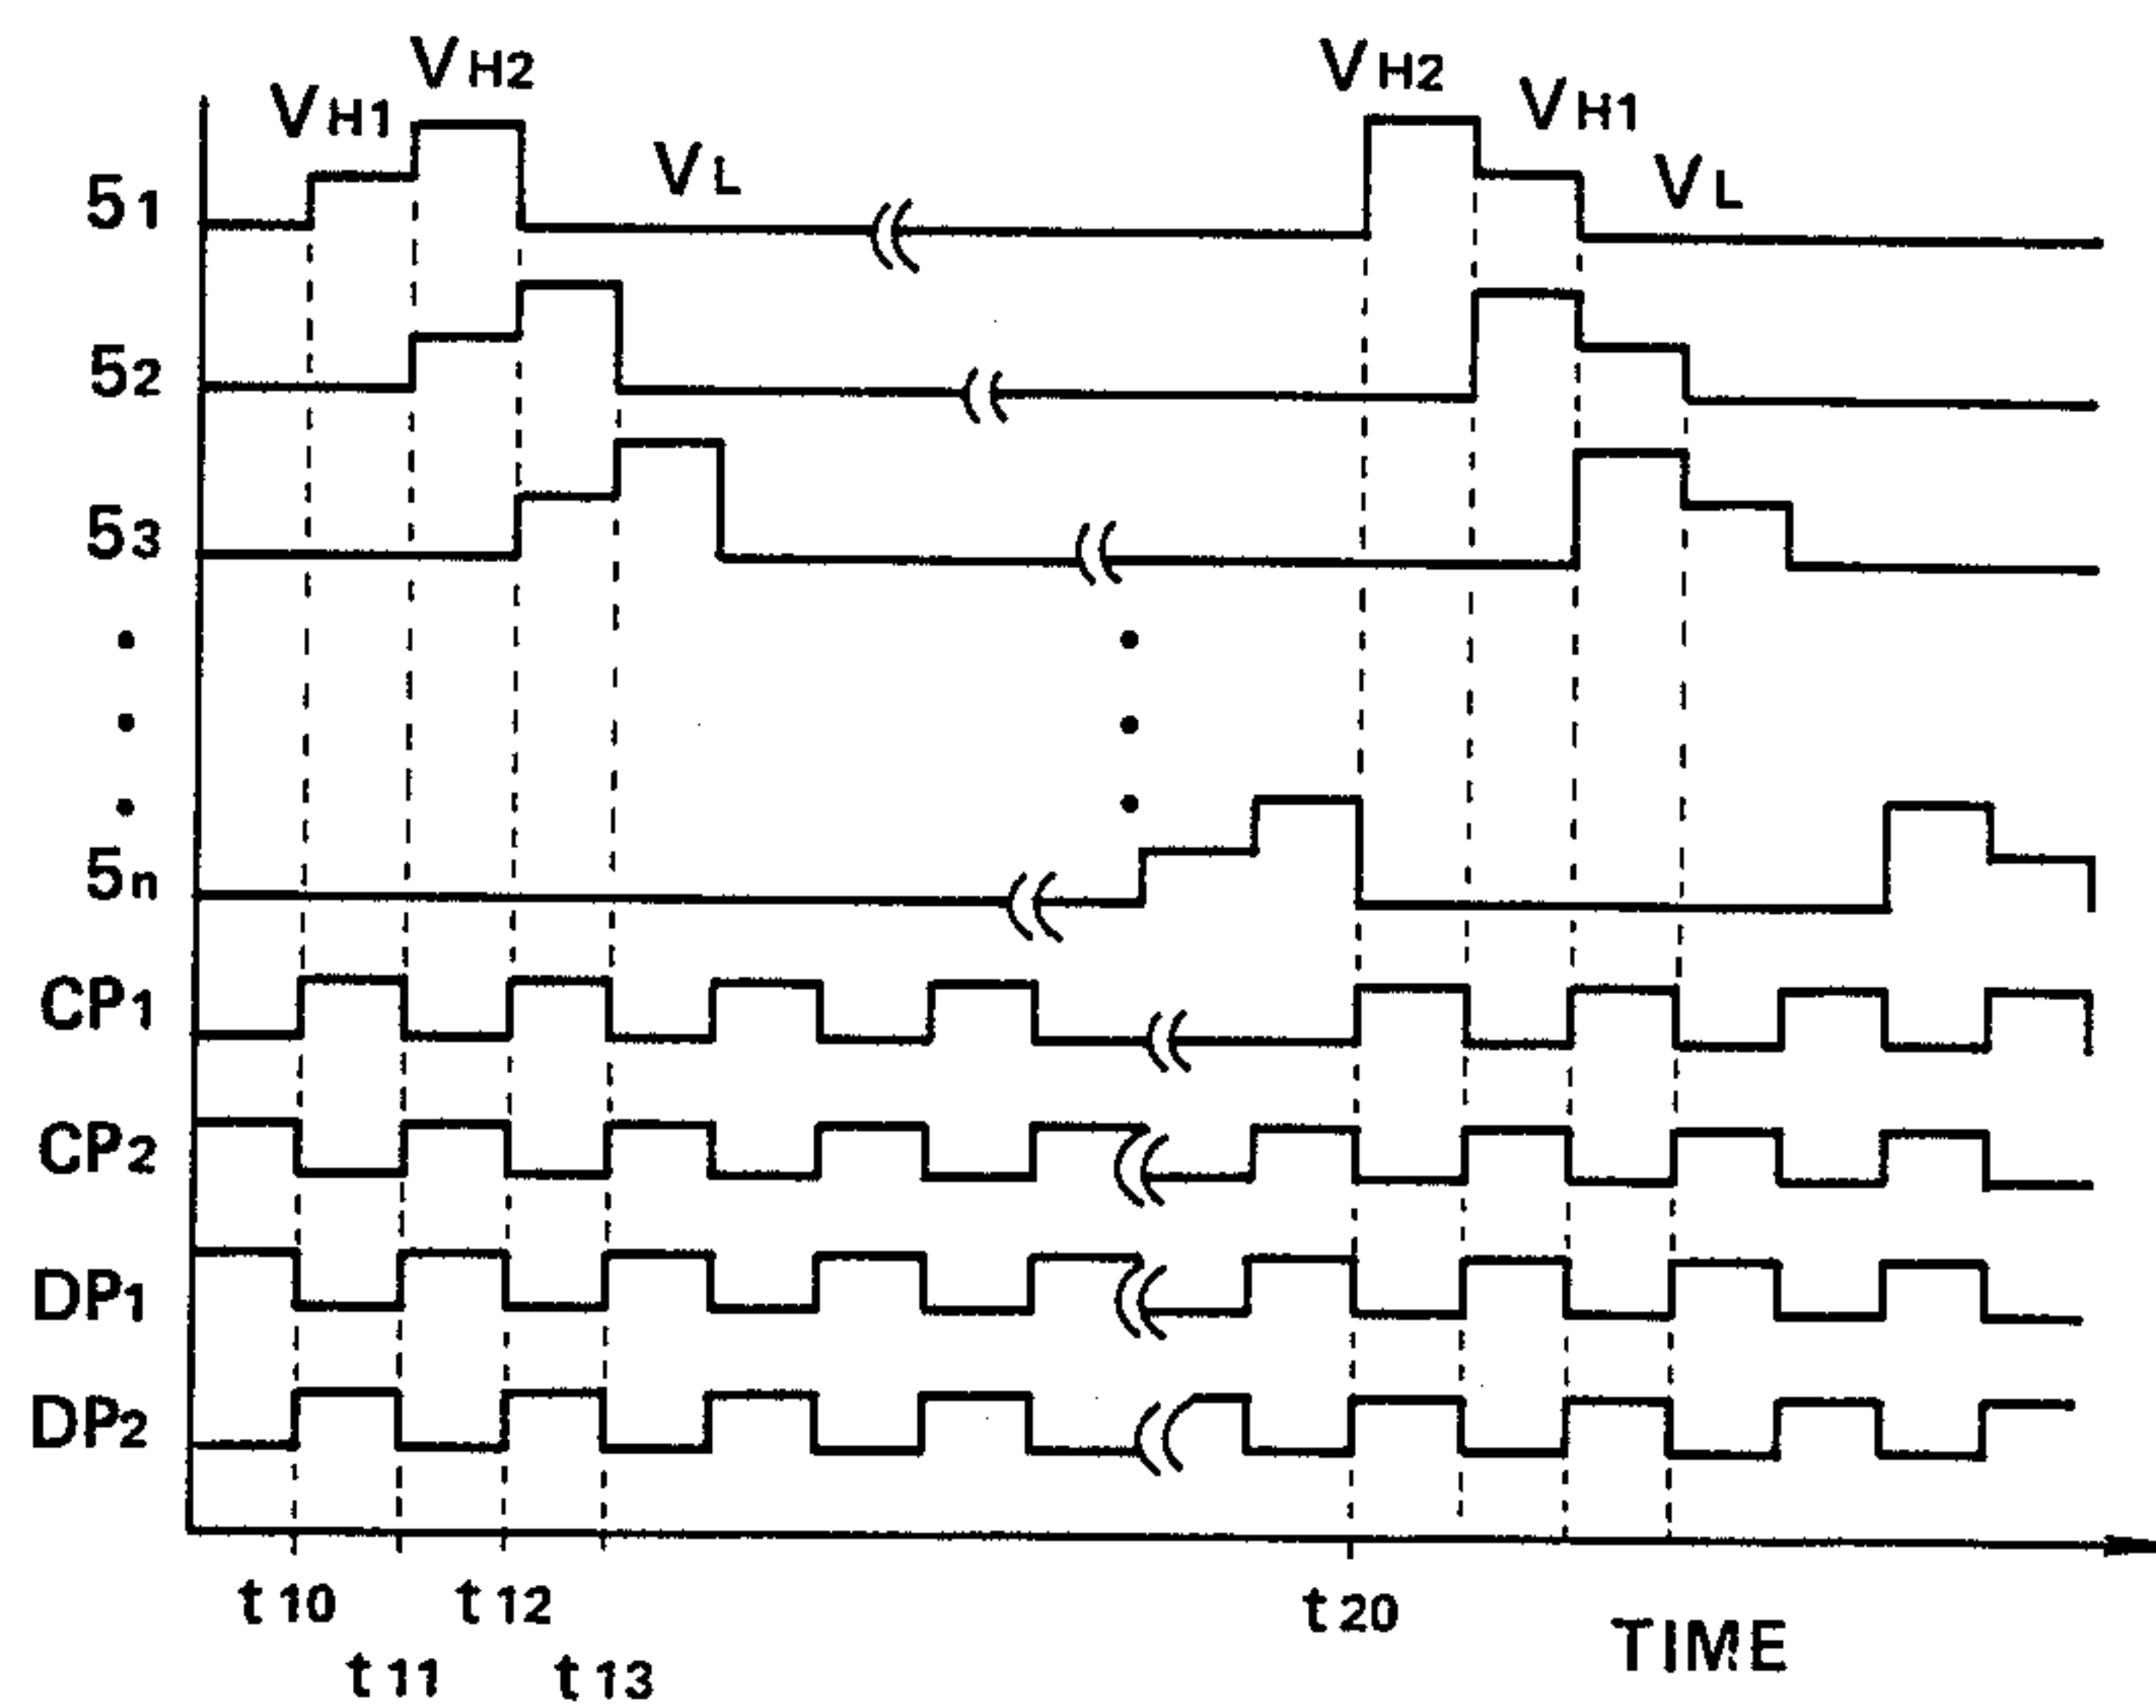 VH1 VH2 VL VH2 VH1 VL
51
52
53
5n
CP1
CP2
DP1
DP2
t10 t11 t12 t13 t20 TIME